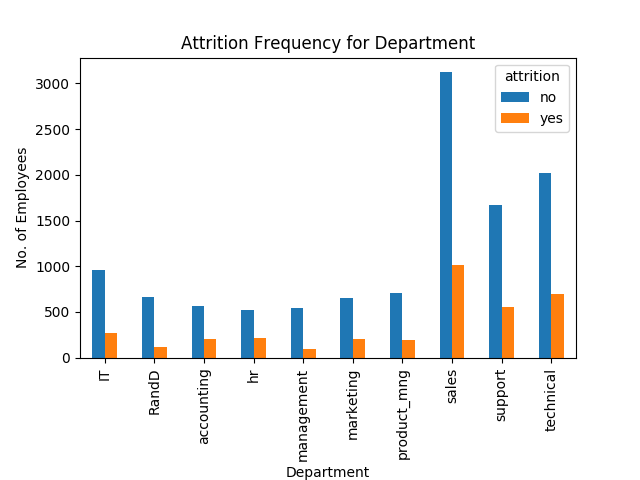 Attrition Frequency for Department
attrition
no
yes
No. of Employees
3000
2500
2000
1500
1000
500
0
IT
RandD
accounting
hr
management
marketing
product_mng
sales
support
technical
Department